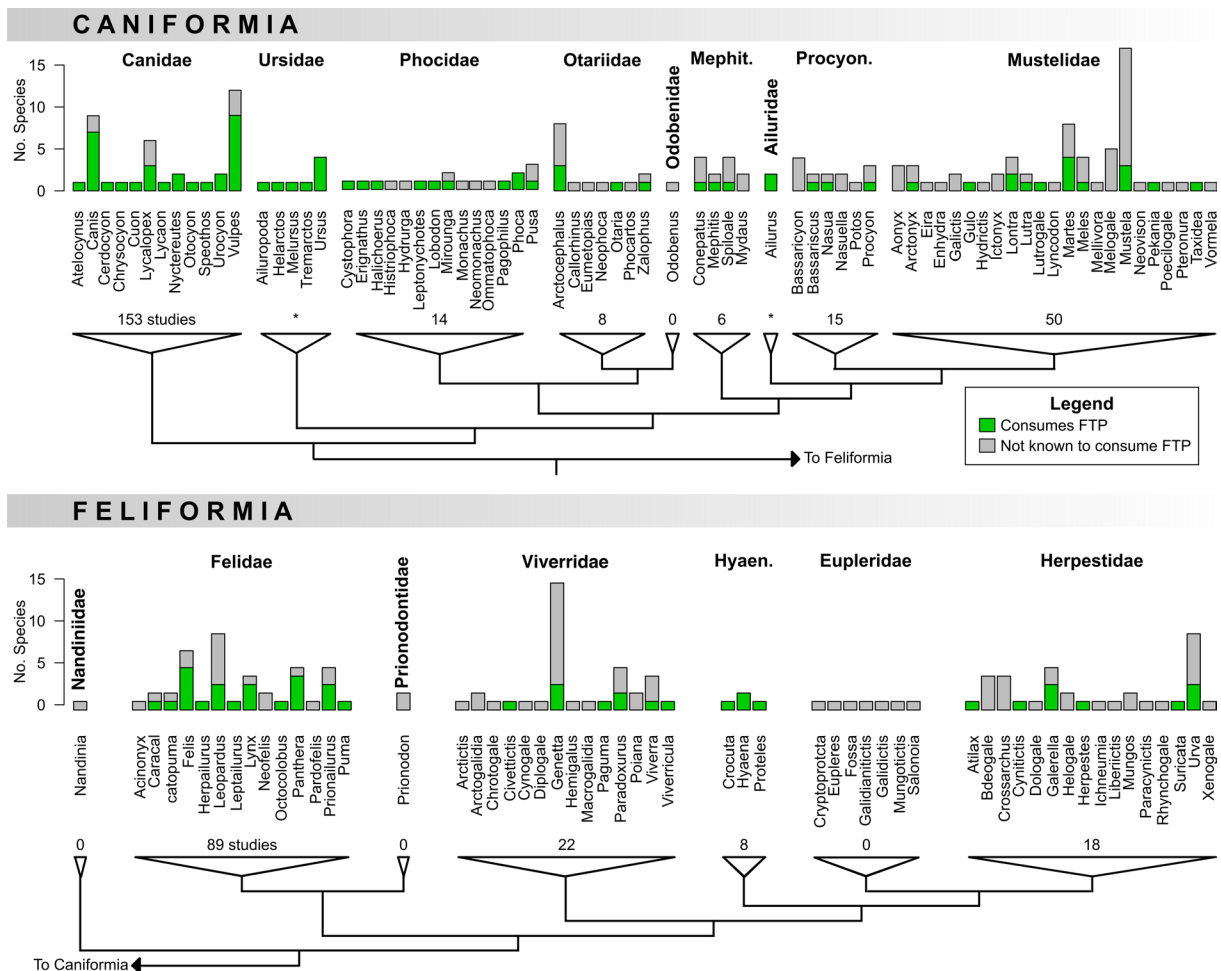 CANIFORMIA
Canidae
Ursidae
Phocidae
Otariidae
Odobenidae
Mephit.
Ailuridae
Procyon.
Mustelidae
No. Species
15
10
5
0
Atelocynus
Canis
Cerdocyon
Chrysocyon
Cuon
Lycalopex
Lycaon
Nyctereutes
Otocyon
Speothos
Urocyon
Vulpes
Ailuropoda
Helarctos
Melursus
Tremarctos
Ursus
Cystophora
Erignathus
Halichoerus
Histriophoca
Hydrurga
Leptonychotes
Lobodon
Mirounga
Monachus
Neomonachus
Ommatophoca
Pagophilus
Phoca
Pusa
Arctocephalus
Callorhinus
Eumetopias
Neophoca
Otaria
Phocarctos
Zalophus
Odobenus
Conepatus
Mephitis
Spiloale
Mydaus
Ailurus
Bassaricyon
Bassariscus
Nasua
Nasuella
Potos
Procyon
Aonyx
Arctonyx
Eira
Enhydra
Galictis
Gulo
Hydrictis
Ictonyx
Lontra
Lutra
Lutrogale
Lyncodon
Martes
Meles
Mellivora
Melogale
Mustela
Neovison
Pekania
Poecilogale
Pteronura
Taxidea
Vormela
153 studies
*
14
8
0
6
*
15
50
Legend
Consumes FTP
Not known to consume FTP
To Feliformia
FELIFORMIA
Nandiniidae
Felidae
Prionodontidae
Viverridae
Hyaen.
Eupleridae
Herpestidae
No. Species
15
10
5
0
Nandinia
Acinonyx
Caracal
catopuma
Felis
Herpailurus
Leopardus
Leptailurus
Lynx
Neofelis
Octocolobus
Panthera
Pardofelis
Prionailurus
Puma
Prionodon
Arctictis
Arctogalidia
Chrotogale
Civettictis
Cynogale
Diplogale
Genetta
Hemigalus
Macrogalidia
Paguma
Paradoxurus
Poiana
Viverra
Viverricula
Crocuta
Hyaena
Proteles
Cryptoprotcta
Eupleres
Fossa
Galidianitictis
Galidictis
Mungotictis
Salanoia
Atilax
Bdeogale
Crossarchus
Cynitictis
Dologale
Galerella
Helogale
Herpestes
Ichneumia
Liberiictis
Mungos
Paracynictis
Rhynchogale
Suricata
Urva
Xenogale
0
89 studies
0
22
8
0
18
To Caniformia